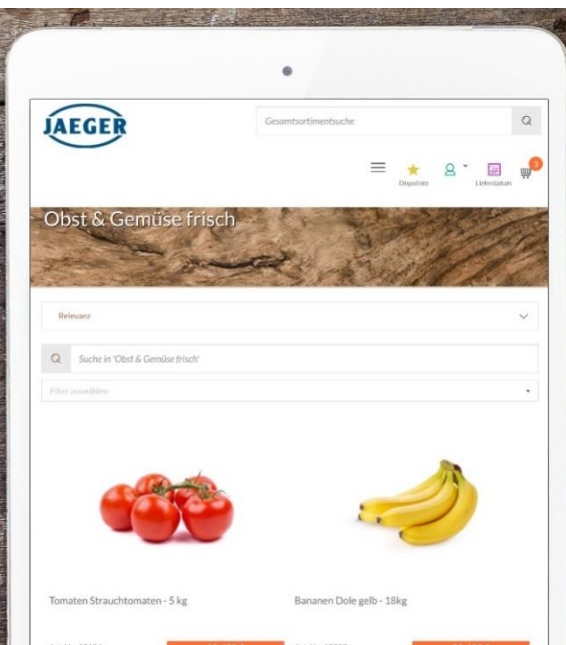 JAEGER
Gesamtsortimentsuche
3
Dispoliste
Lieferdatum
Obst & Gemüse frisch
Relevanz
Suche in 'Obst & Gemüse frisch'
Filter auswählen
Tomaten Strauchtomaten - 5 kg
Bananen Dole gelb - 18kg